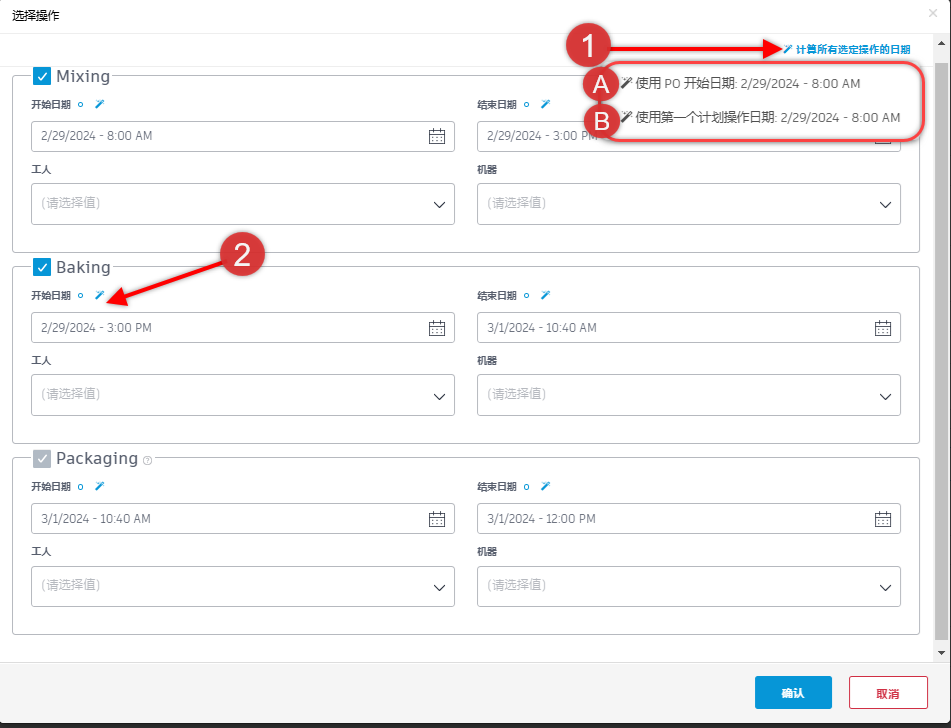 选择操作
1
计算所有选定操作的日期
A 使用 PO 开始日期: 2/29/2024 - 8:00 AM
B 使用第一个计划操作日期: 2/29/2024 - 8:00 AM
Mixing
开始日期 结束日期
2/29/2024 - 8:00 AM 2/29/2024 - 3:00 PM
工人 机器
(请选择值) (请选择值)
2
Baking
开始日期 结束日期
2/29/2024 - 3:00 PM 3/1/2024 - 10:40 AM
工人 机器
(请选择值) (请选择值)
Packaging ?
开始日期 结束日期
3/1/2024 - 10:40 AM 3/1/2024 - 12:00 PM
工人 机器
(请选择值) (请选择值)
确认 取消